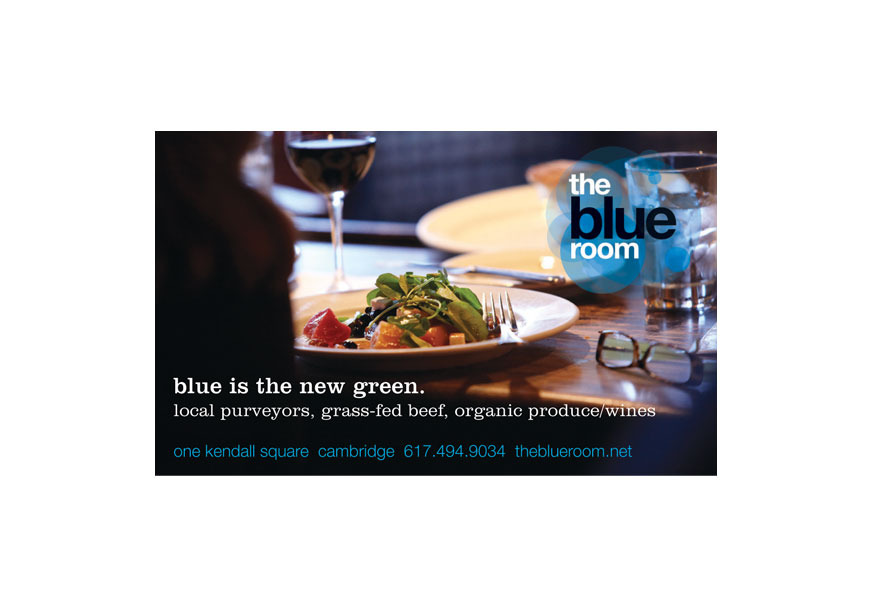 the
blue
room
blue is the new green.
local purveyors, grass-fed beef, organic produce/wines
one kendall square  cambridge  617.494.9034  theblueroom.net